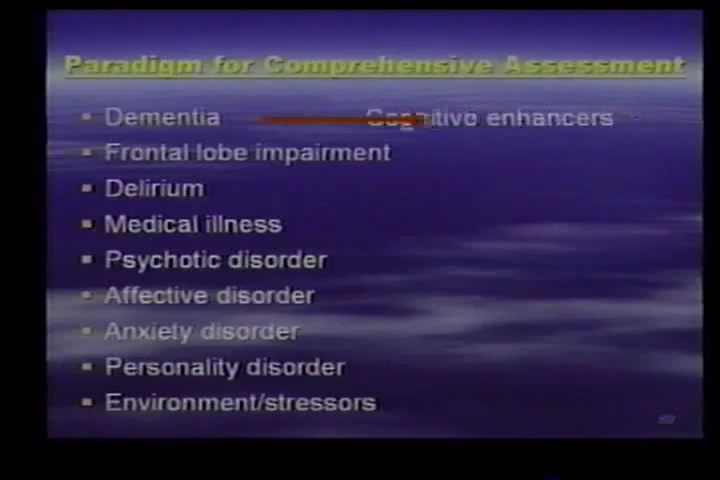 Paradigm for Comprehensive Assessment
Dementia Cognitive enhancers
Frontal lobe impairment
Delirium
Medical illness
Psychotic disorder
Affective disorder
Anxiety disorder
Personality disorder
Environment/stressors